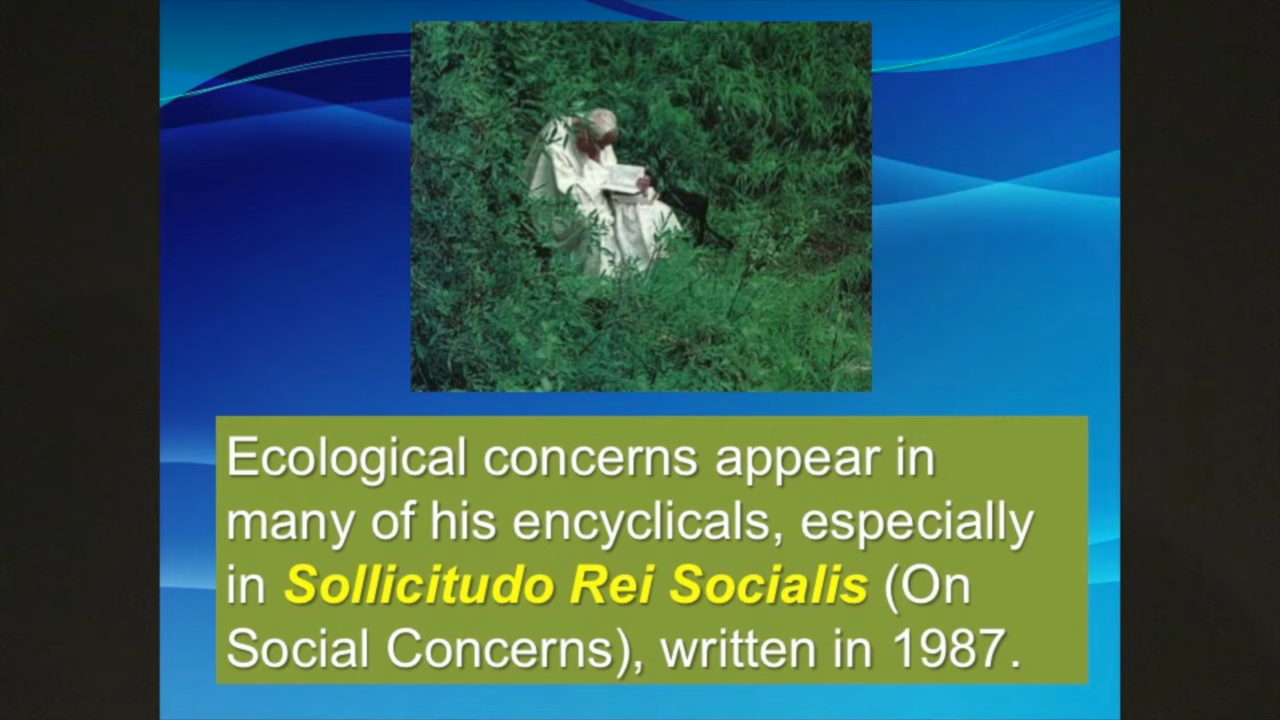 Ecological concerns appear in
many of his encyclicals, especially
in Sollicitudo Rei Socialis (On
Social Concerns), written in 1987.